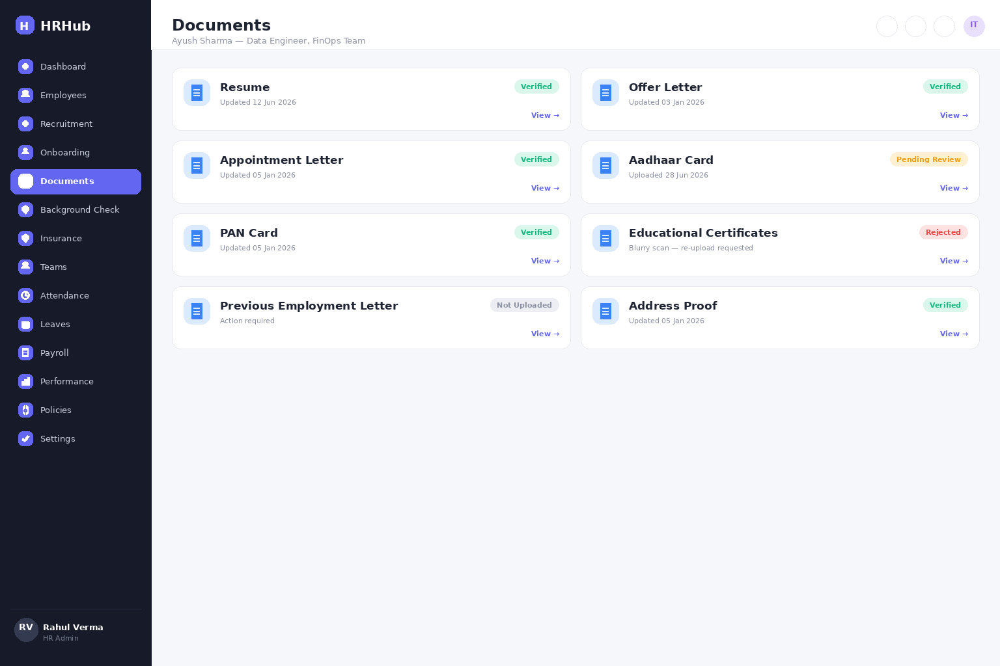 H HRHub
Dashboard
Employees
Recruitment
Onboarding
Documents
Background Check
Insurance
Teams
Attendance
Leaves
Payroll
Performance
Policies
Settings
RV
Rahul Verma
HR Admin
Documents
Ayush Sharma — Data Engineer, FinOps Team
IT
Resume
Verified
Updated 12 Jun 2026
View →
Offer Letter
Verified
Updated 03 Jan 2026
View →
Appointment Letter
Verified
Updated 05 Jan 2026
View →
Aadhaar Card
Pending Review
Uploaded 28 Jun 2026
View →
PAN Card
Verified
Updated 05 Jan 2026
View →
Educational Certificates
Rejected
Blurry scan — re-upload requested
View →
Previous Employment Letter
Not Uploaded
Action required
View →
Address Proof
Verified
Updated 05 Jan 2026
View →